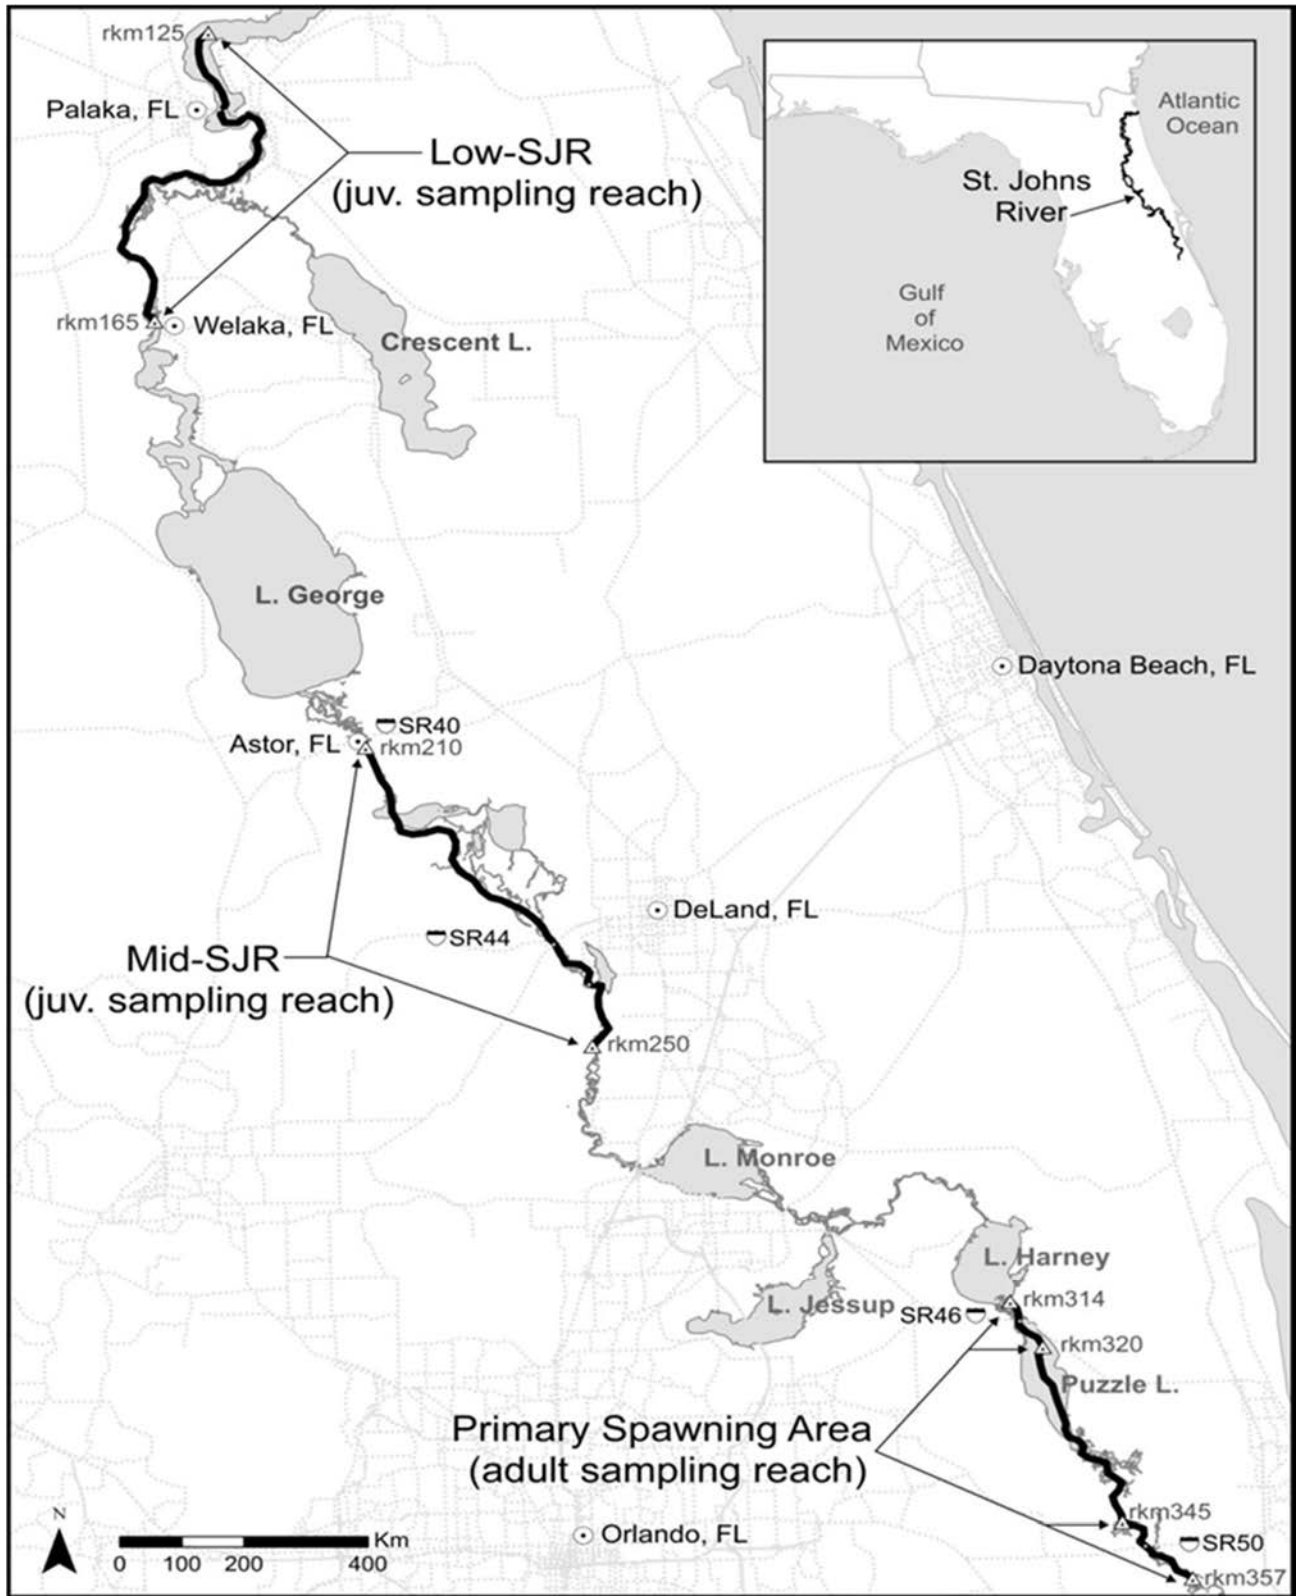 rkm125
Palaka, FL
Low-SJR
(juv. sampling reach)
Atlantic
Ocean
St. Johns
River
Gulf
of
Mexico
rkm165
Welaka, FL
Crescent L.
L. George
Daytona Beach, FL
SR40
Astor, FL
rkm210
DeLand, FL
SR44
Mid-SJR
(juv. sampling reach)
rkm250
L. Monroe
L. Harney
L. Jessup
rkm314
SR46
rkm320
Puzzle L.
Primary Spawning Area
(adult sampling reach)
rkm345
N
Orlando, FL
SR50
Km
0 100 200 400
rkm357